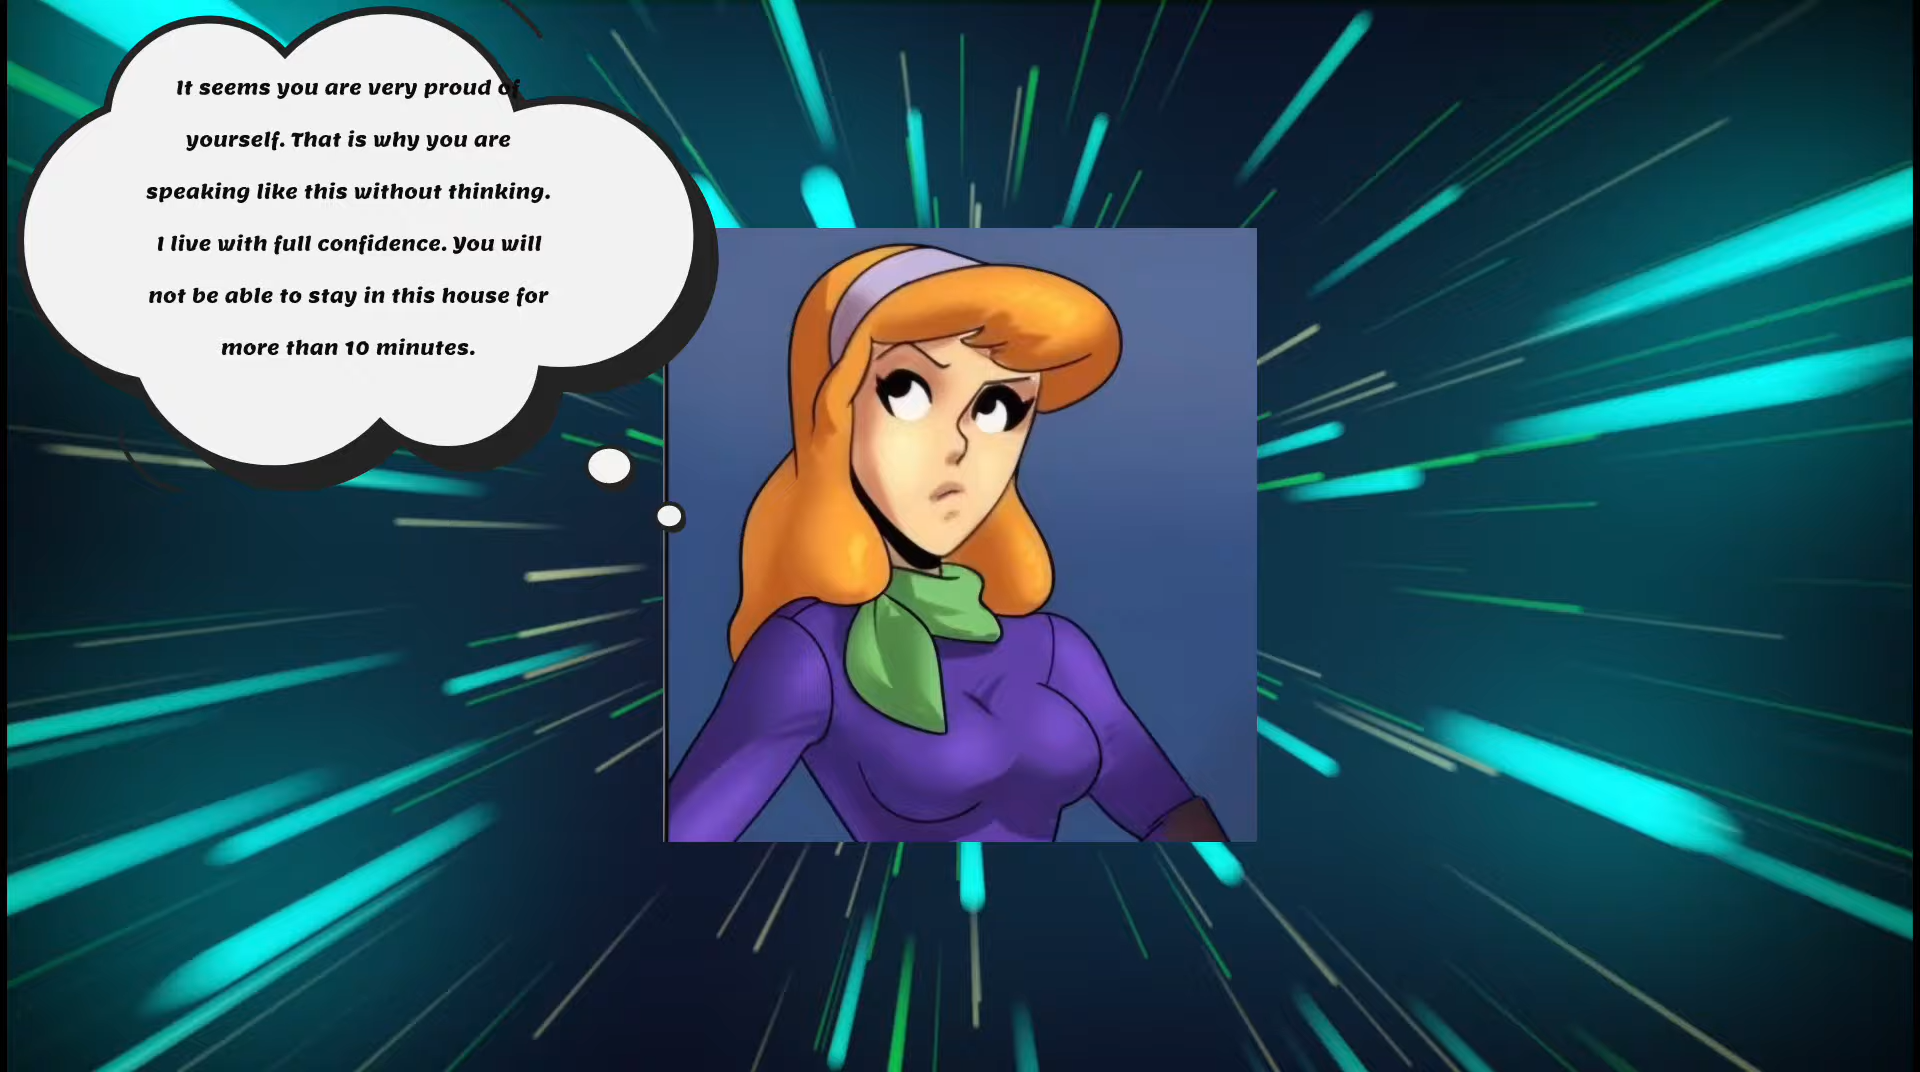 It seems you are very proud of
yourself. That is why you are
speaking like this without thinking.
I live with full confidence. You will
not be able to stay in this house for
more than 10 minutes.